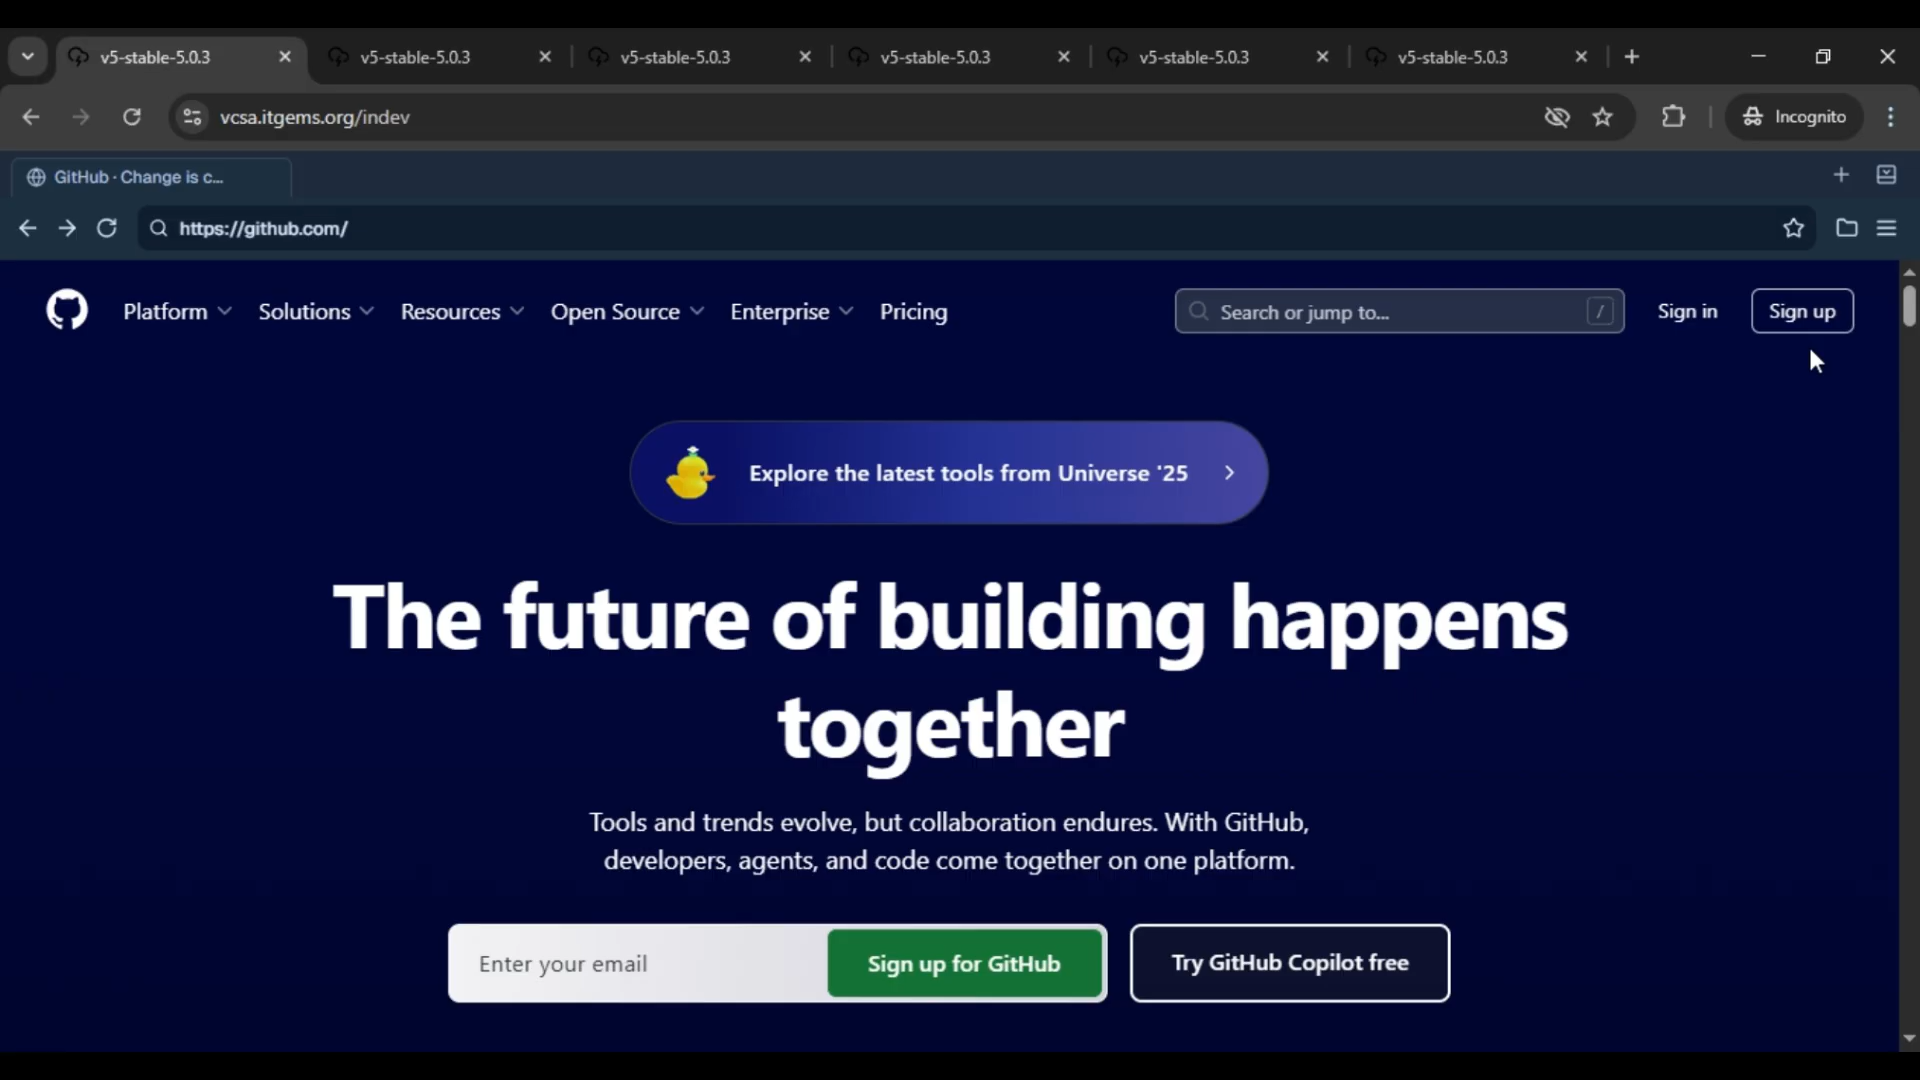 v5-stable-5.0.3
v5-stable-5.0.3
v5-stable-5.0.3
v5-stable-5.0.3
v5-stable-5.0.3
v5-stable-5.0.3
vcsa.itgems.org/indev
Incognito
GitHub · Change is c...
https://github.com/
Platform
Solutions
Resources
Open Source
Enterprise
Pricing
Search or jump to...
/
Sign in
Sign up
Explore the latest tools from Universe '25
The future of building happens
together
Tools and trends evolve, but collaboration endures. With GitHub,
developers, agents, and code come together on one platform.
Enter your email
Sign up for GitHub
Try GitHub Copilot free